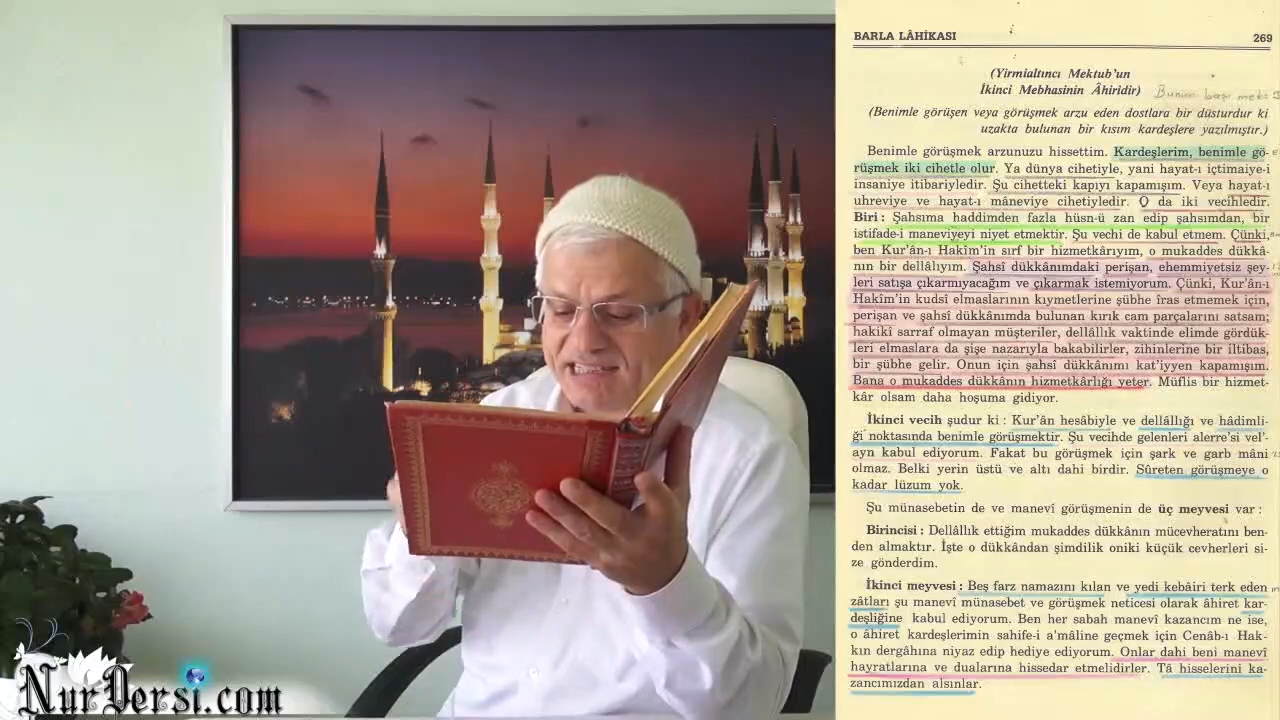 BARLA LÂHİKASI 269
(Yirmialtıncı Mektub'un
İkinci Mebhasinin Âhiridir)
(Benimle görüşen veya görüşmek arzu eden dostlara bir düsturdur ki
uzakta bulunan bir kısım kardeşlere yazılmıştır.)
Benimle görüşmek arzunuzu hissettim. Kardeşlerim, benimle gö-
rüşmek iki cihetle olur. Ya dünya cihetiyle, yani hayat-ı içtimaiye-i
insaniye itibariyledir. Şu cihetteki kapıyı kapamışım. Veya hayat-ı
uhreviye ve hayat-ı mâneviye cihetiyledir. O da iki vecihledir.
Biri : Şahsıma haddimden fazla hüsn-ü zan edip şahsımdan, bir
istifade-i maneviyeyi niyet etmektir. Şu vechi de kabul etmem. Çünki,
ben Kur'ân-ı Hakîm'in sırf bir hizmetkârıyım, o mukaddes dükkâ-
nın bir dellâlıyım. Şahsî dükkânımdaki perişan, ehemmiyetsiz şey-
leri satışa çıkarmıyacağım ve çıkarmak istemiyorum. Çünki, Kur'ân-ı
Hakîm'in kudsî elmaslarının kıymetlerine şübhe îras etmemek için,
perişan ve şahsî dükkânımda bulunan kırık cam parçalarını satsam;
hakikî sarraf olmayan müşteriler, dellâllık vaktinde elimde gördük-
leri elmaslara da şişe nazarıyla bakabilirler, zihinlerine bir iltibas,
bir şübhe gelir. Onun için şahsî dükkânımı kat'iyyen kapamışım.
Bana o mukaddes dükkânın hizmetkârlığı yeter. Müflis bir hizmet-
kâr olsam daha hoşuma gidiyor.
İkinci vecih şudur ki : Kur'ân hesâbiyle ve dellâllığı ve hâdimli-
ği noktasında benimle görüşmektir. Şu vecihde gelenleri alerre'si vel'-
ayn kabul ediyorum. Fakat bu görüşmek için şark ve garb mâni
olmaz. Belki yerin üstü ve altı dahi birdir. Sûreten görüşmeye o
kadar lüzum yok.
Şu münasebetin de ve manevî görüşmenin de üç meyvesi var :
Birincisi : Dellâllık ettiğim mukaddes dükkânın mücevheratını ben-
den almaktır. İşte o dükkândan şimdilik oniki küçük cevherleri si-
ze gönderdim.
İkinci meyvesi : Beş farz namazını kılan ve yedi kebâiri terk eden
zâtları şu manevî münasebet ve görüşmek neticesi olarak âhiret kar-
deşliğine kabul ediyorum. Ben her sabah manevî kazancım ne ise,
o âhiret kardeşlerimin sahife-i a'mâline geçmek için Cenâb-ı Hak-
kın dergâhına niyaz edip hediye ediyorum. Onlar dahi beni manevî
hayratlarına ve dualarına hissedar etmelidirler. Tâ hisselerini ka-
zancımızdan alsınlar.
NurDersi.com